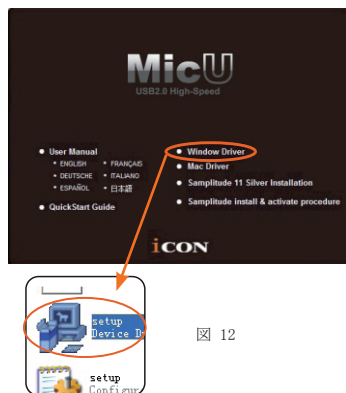 MicU
USB2.0 High-Speed
User Manual
ENGLISH
FRANÇAIS
DEUTSCHE
ITALIANO
ESPAÑOL
日本語
QuickStart Guide
Window Driver
Mac Driver
Samplitude 11 Silver Installation
Samplitude install & activate procedure
iCON
setup
Device D
図 12
setup
Configur